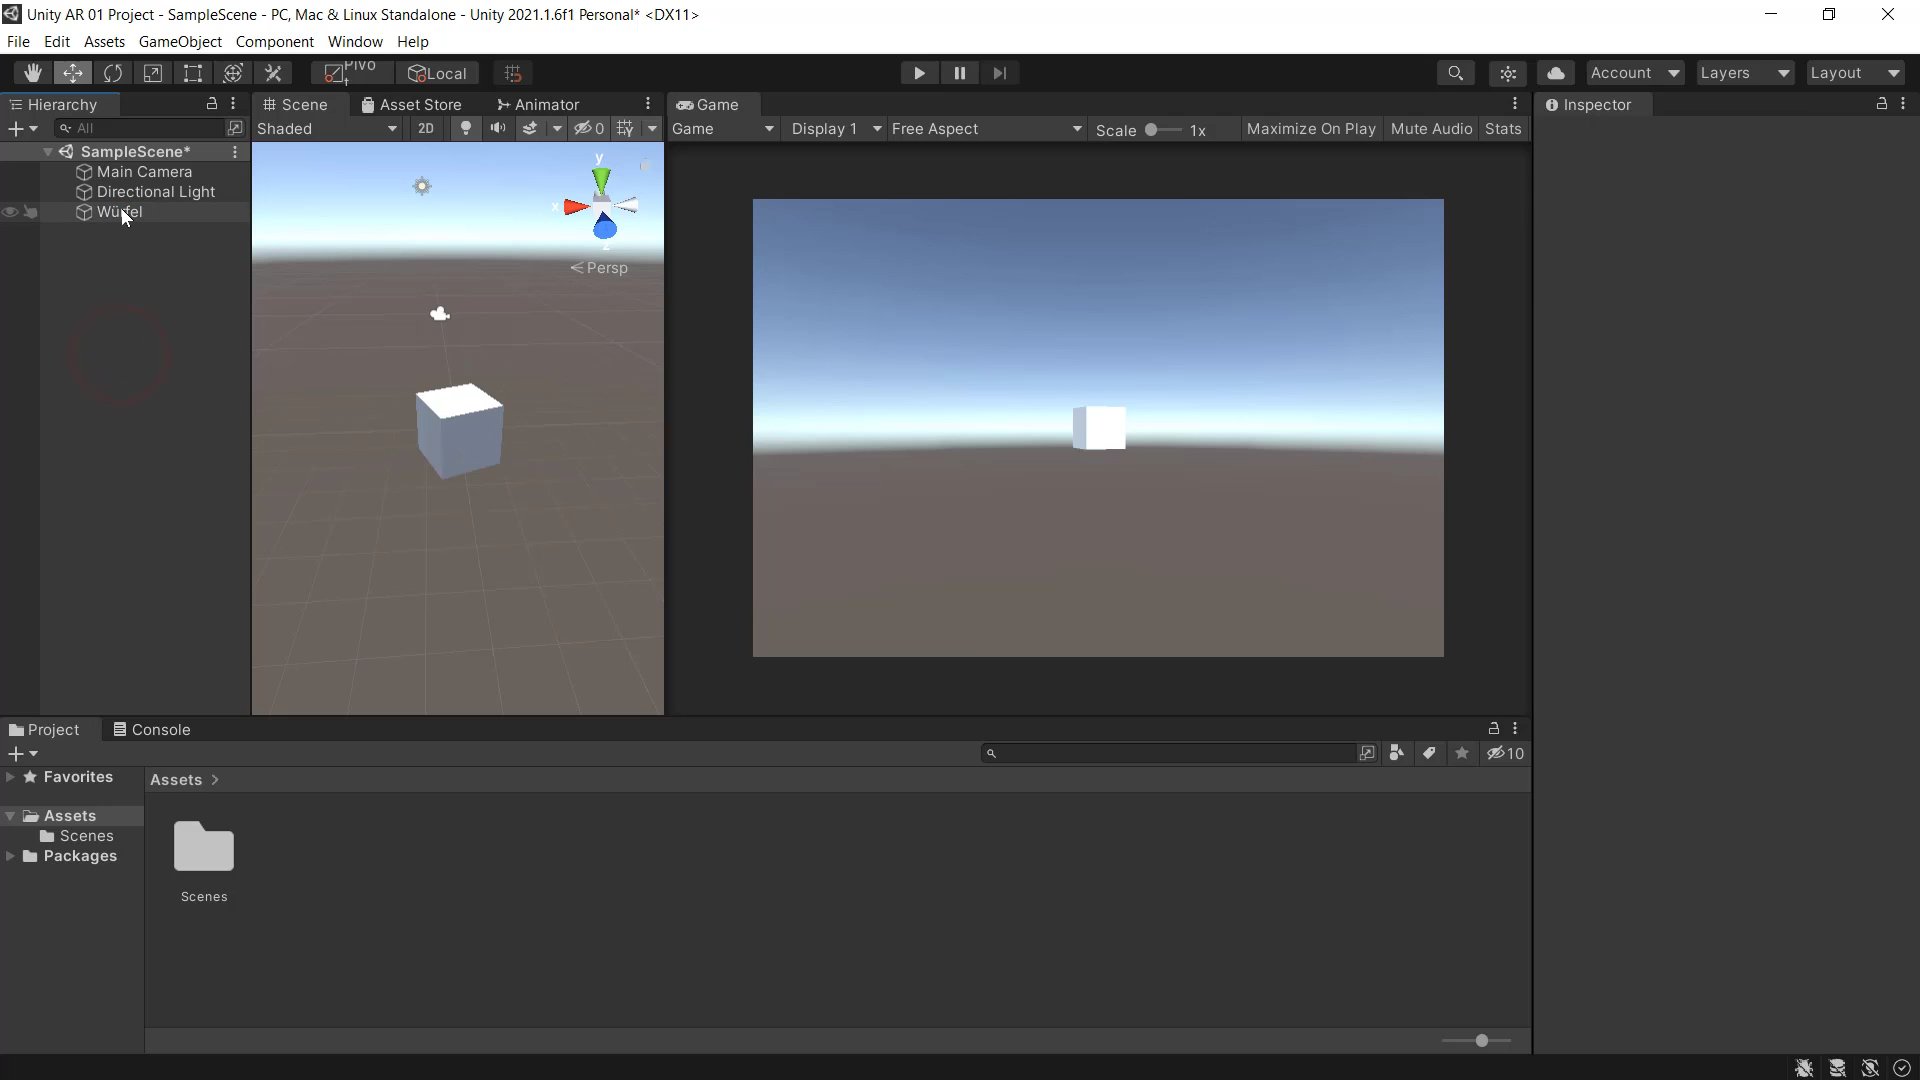 Unity AR 01 Project - SampleScene - PC, Mac & Linux Standalone - Unity 2021.1.6f1 Personal* <DX11>
File Edit Assets GameObject Component Window Help
Pivot Local Account Layers Layout
Hierarchy Scene Asset Store Animator Game Inspector
All Shaded 2D 0 Game Display 1 Free Aspect Scale 1x Maximize On Play Mute Audio Stats
SampleScene*
Main Camera
Directional Light
Würfel
y
x
z
Persp
Project Console
10
Favorites
Assets >
Assets
Scenes
Packages
Scenes